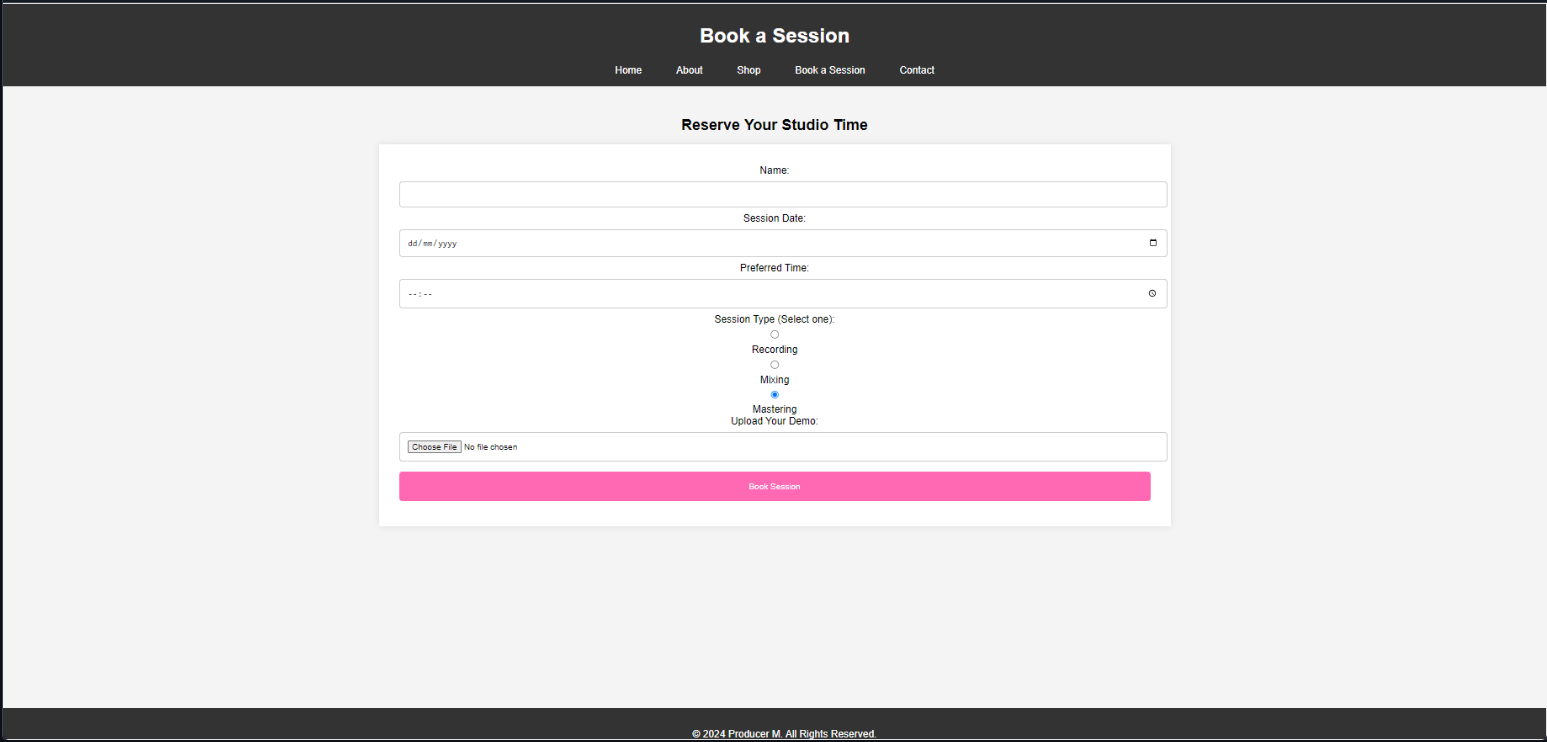 Book a Session
Home About Shop Book a Session Contact
Reserve Your Studio Time
Name:
Session Date:
dd/mm/yyyy
Preferred Time:
--:--
Session Type (Select one):
Recording
Mixing
Mastering
Upload Your Demo:
Choose File No file chosen
Book Session
© 2024 Producer M. All Rights Reserved.